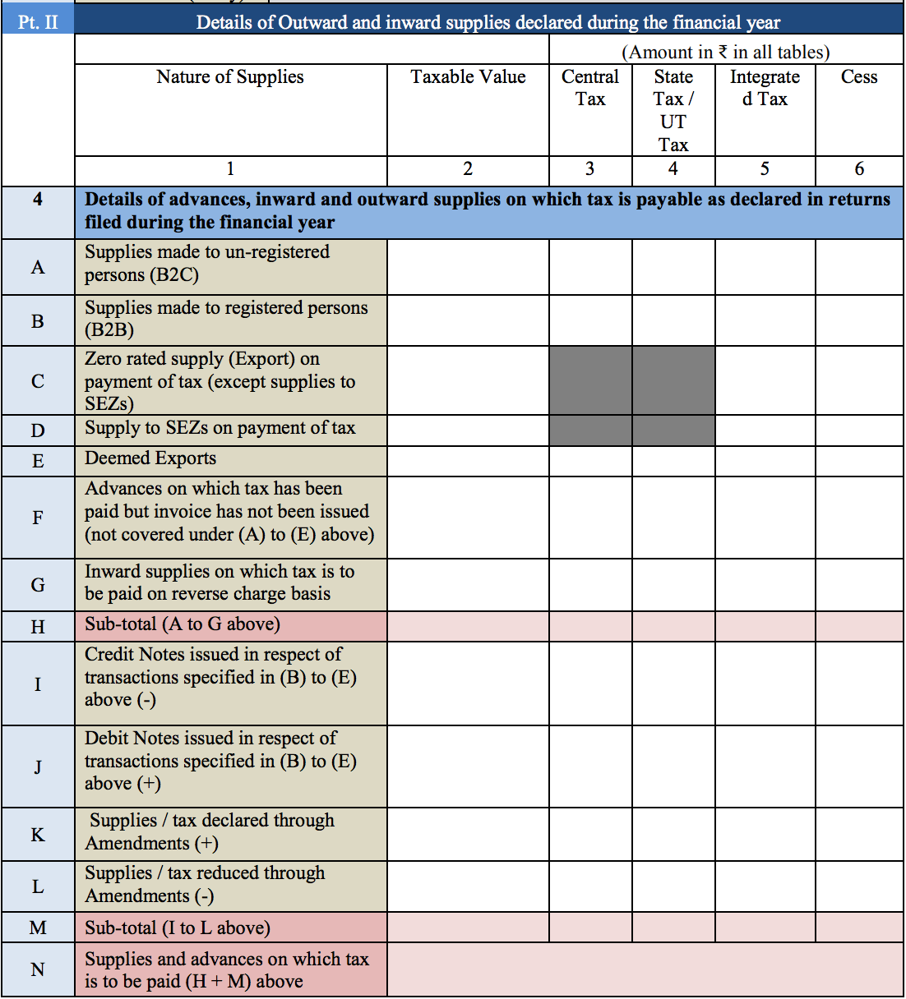 Pt. II
Details of Outward and inward supplies declared during the financial year
(Amount in ₹ in all tables)
Nature of Supplies
Taxable Value
Central
Tax
State
Tax /
UT
Tax
Integrate
d Tax
Cess
1
2
3
4
5
6
4
Details of advances, inward and outward supplies on which tax is payable as declared in returns
filed during the financial year
A
Supplies made to un-registered
persons (B2C)
B
Supplies made to registered persons
(B2B)
C
Zero rated supply (Export) on
payment of tax (except supplies to
SEZs)
D
Supply to SEZs on payment of tax
E
Deemed Exports
F
Advances on which tax has been
paid but invoice has not been issued
(not covered under (A) to (E) above)
G
Inward supplies on which tax is to
be paid on reverse charge basis
H
Sub-total (A to G above)
I
Credit Notes issued in respect of
transactions specified in (B) to (E)
above (-)
J
Debit Notes issued in respect of
transactions specified in (B) to (E)
above (+)
K
Supplies / tax declared through
Amendments (+)
L
Supplies / tax reduced through
Amendments (-)
M
Sub-total (I to L above)
N
Supplies and advances on which tax
is to be paid (H + M) above